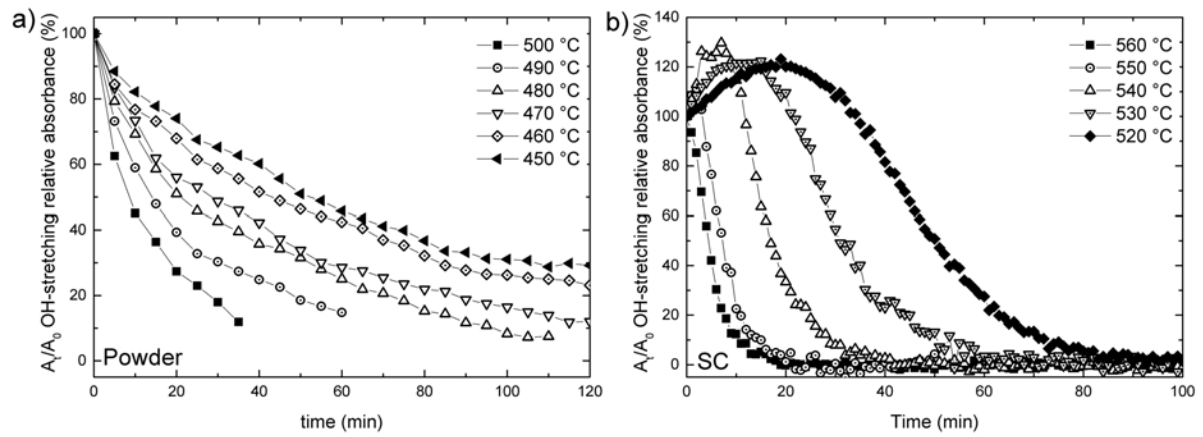 a)
A_t/A_0 OH-stretching relative absorbance (%)
100
80
60
40
20
0
500 °C
490 °C
480 °C
470 °C
460 °C
450 °C
Powder
0 20 40 60 80 100 120
time (min)
b)
A_t/A_0 OH-stretching relative absorbance (%)
140
120
100
80
60
40
20
0
560 °C
550 °C
540 °C
530 °C
520 °C
SC
0 20 40 60 80 100
Time (min)